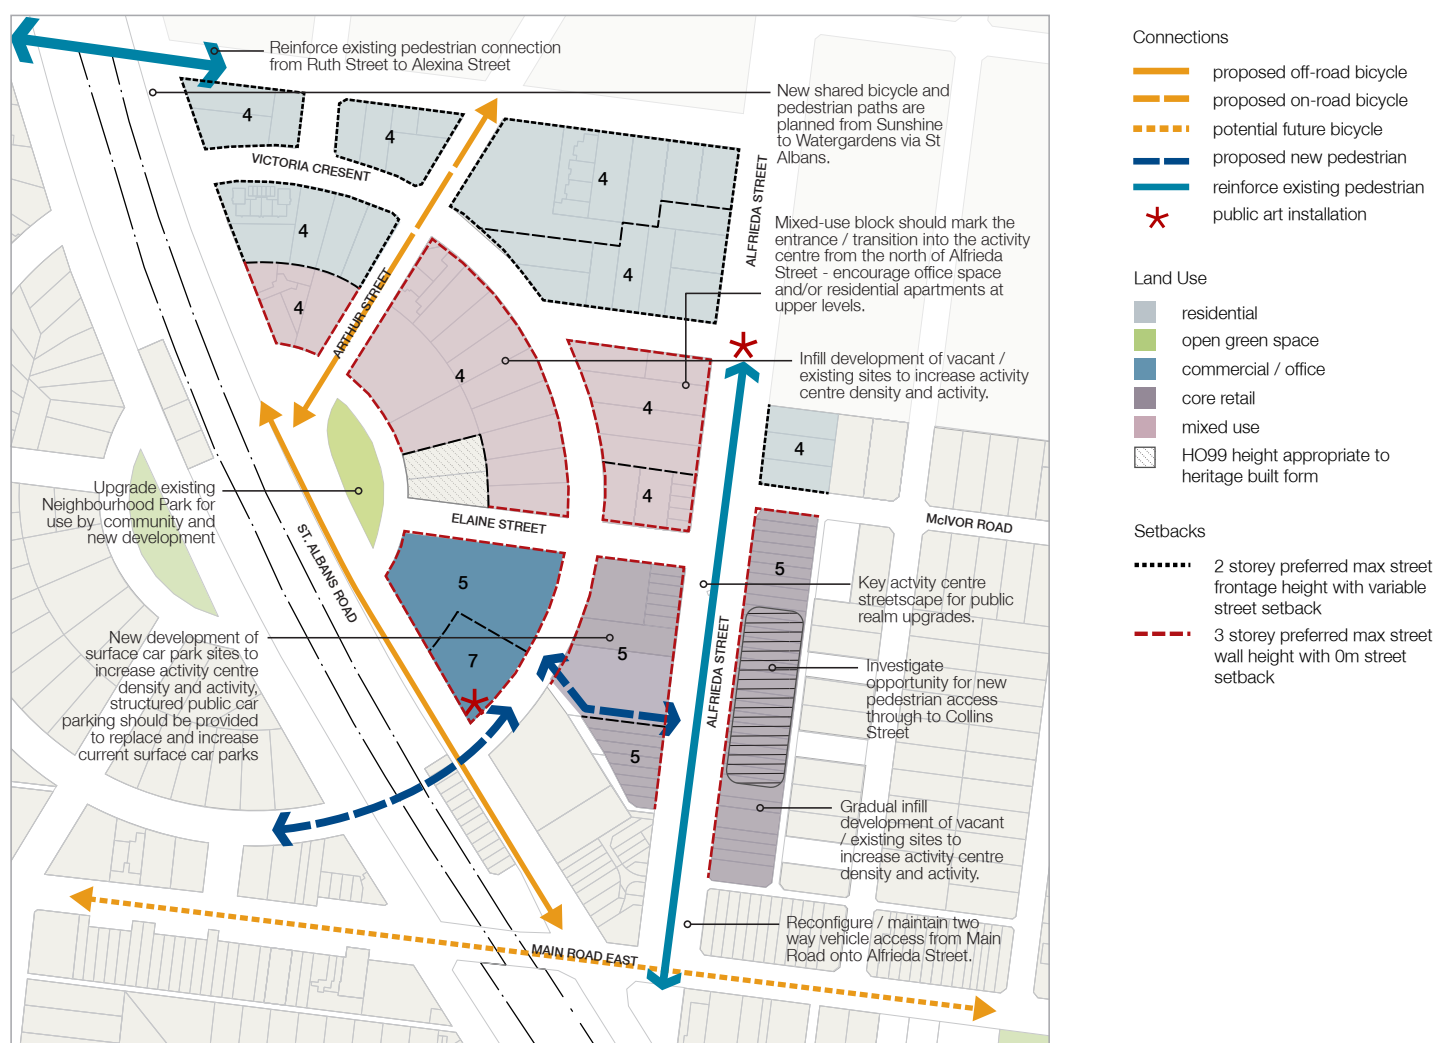 Reinforce existing pedestrian connection
from Ruth Street to Alexina Street
New shared bicycle and
pedestrian paths are
planned from Sunshine
to Watergardens via St
Albans.
4
4
4
VICTORIA CRESENT
4
4
4
ALFRIEDA STREET
Mixed-use block should mark the
entrance / transition into the activity
centre from the north of Alfrieda
Street - encourage office space
and/or residential apartments at
upper levels.
ARTHUR STREET
4
Infill development of vacant /
existing sites to increase activity
centre density and activity.
4
4
4
Upgrade existing
Neighbourhood Park for
use by community and
new development
ELAINE STREET
McIVOR ROAD
ST. ALBANS ROAD
5
5
Key actvity centre
streetscape for public
realm upgrades.
New development of
surface car park sites to
increase activity centre
density and activity,
structured public car
parking should be provided
to replace and increase
current surface car parks
7
5
ALFRIEDA STREET
Investigate
opportunity for new
pedestrian access
through to Collins
Street
5
Gradual infill
development of vacant
/ existing sites to
increase activity centre
density and activity.
Reconfigure / maintain two
way vehicle access from Main
Road onto Alfrieda Street.
MAIN ROAD EAST
Connections
proposed off-road bicycle
proposed on-road bicycle
potential future bicycle
proposed new pedestrian
reinforce existing pedestrian
public art installation
Land Use
residential
open green space
commercial / office
core retail
mixed use
HO99 height appropriate to
heritage built form
Setbacks
2 storey preferred max street
frontage height with variable
street setback
3 storey preferred max street
wall height with 0m street
setback